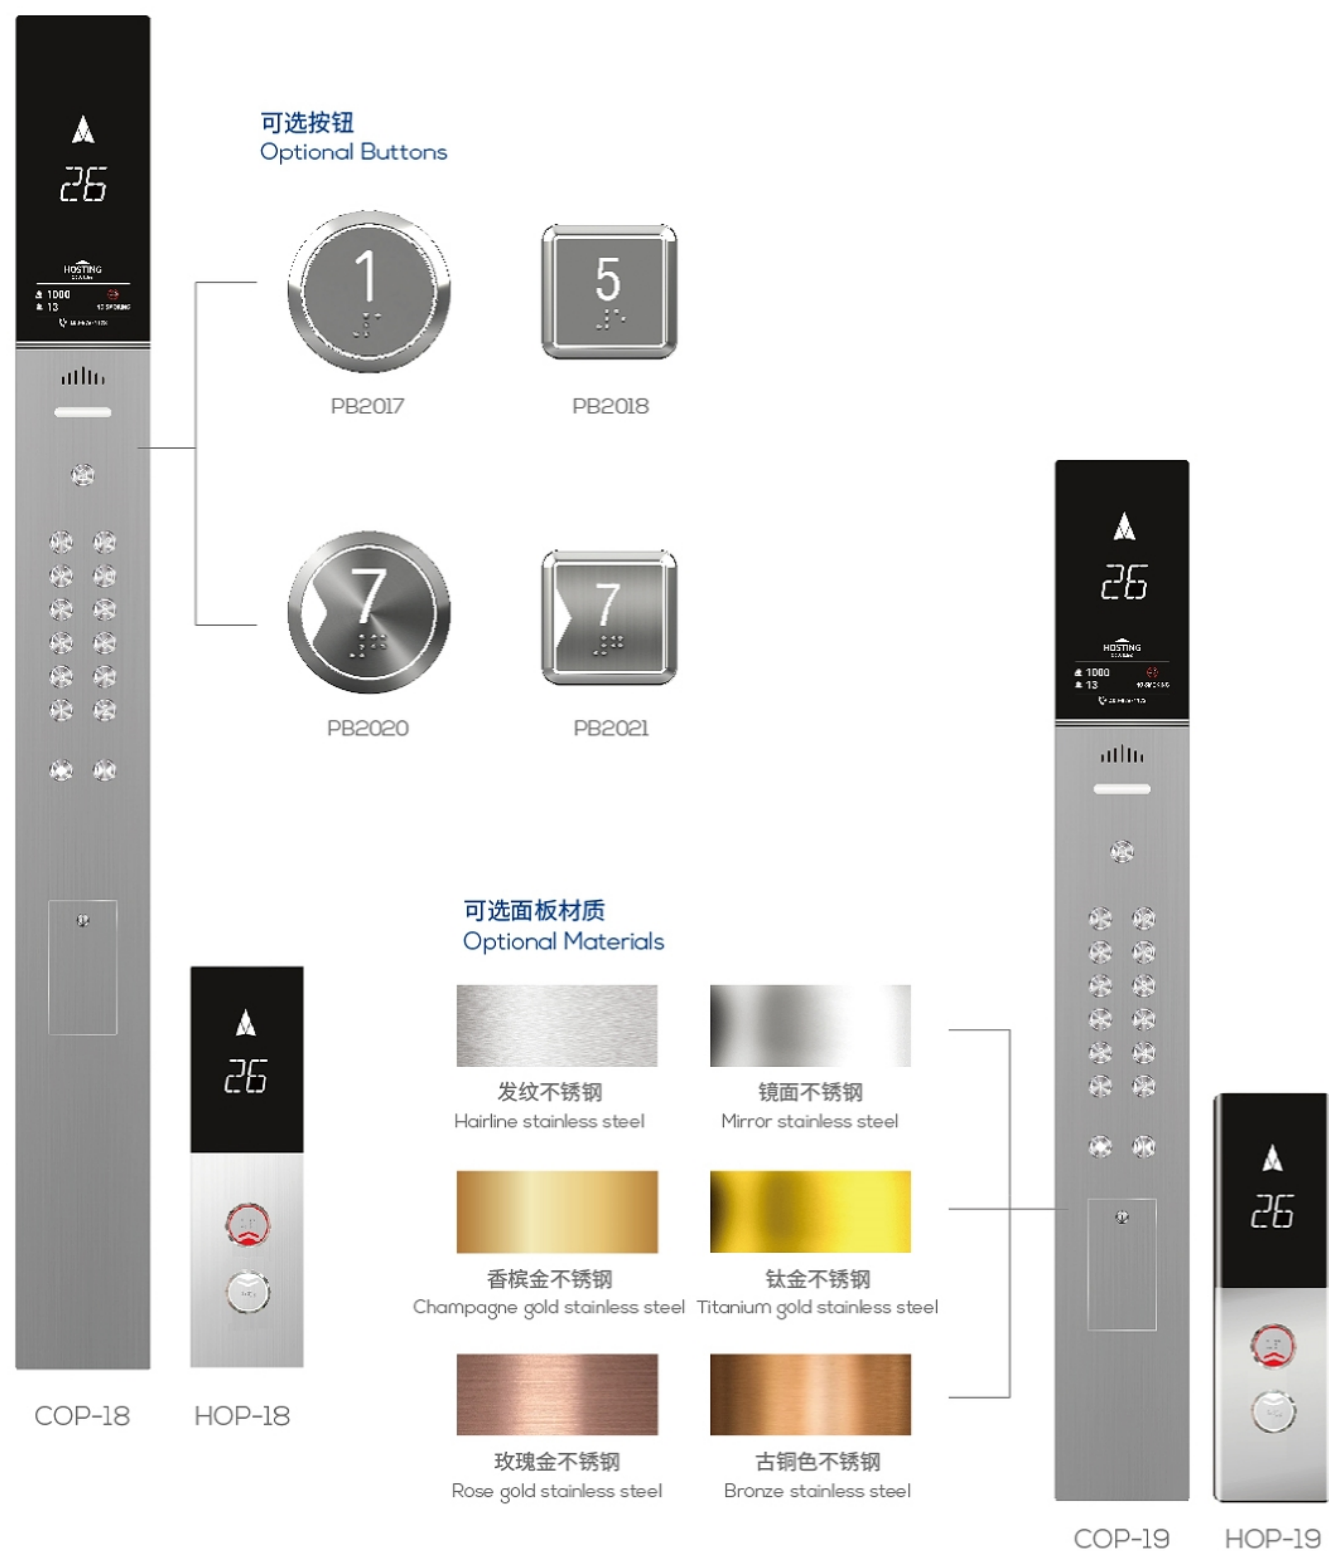 26
HOSTING
1000
13
NO SMOKING
可选按钮
Optional Buttons
1
PB2017
5
PB2018
7
PB2020
7
PB2021
26
COP-18
HOP-18
可选面板材质
Optional Materials
发纹不锈钢
Hairline stainless steel
镜面不锈钢
Mirror stainless steel
香槟金不锈钢
Champagne gold stainless steel
钛金不锈钢
Titanium gold stainless steel
玫瑰金不锈钢
Rose gold stainless steel
古铜色不锈钢
Bronze stainless steel
26
HOSTING
1000
13
NO SMOKING
26
COP-19
HOP-19